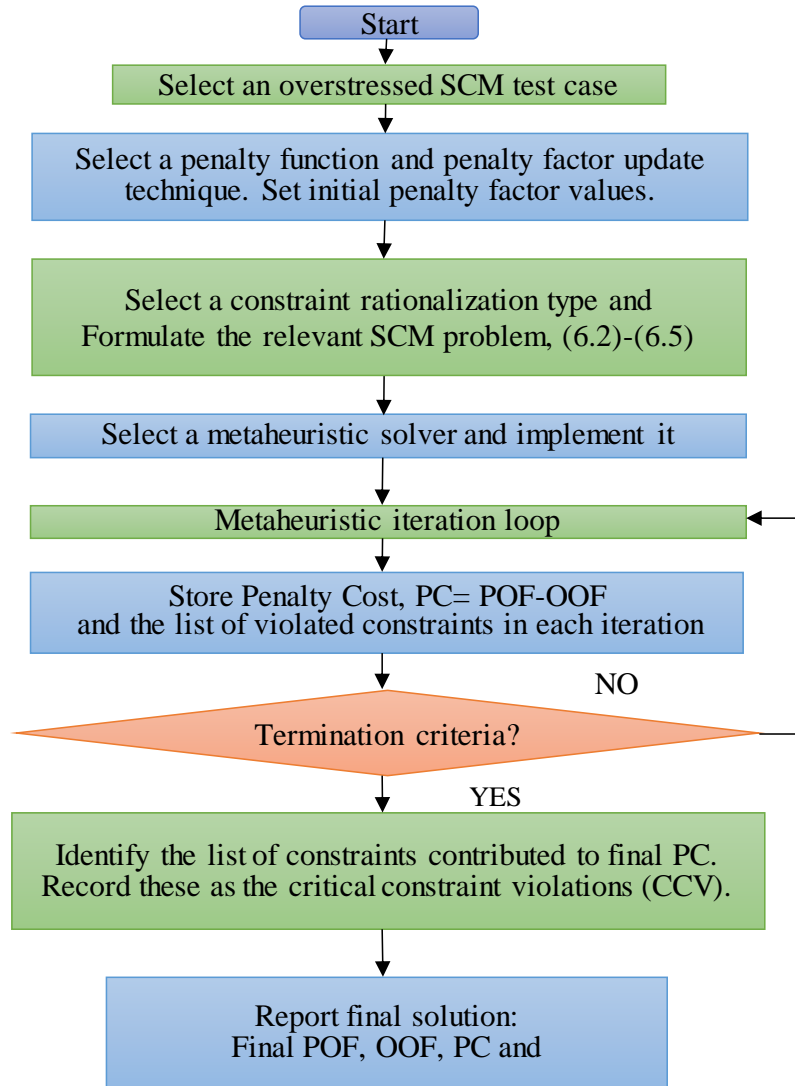 Start
Select an overstressed SCM test case
Select a penalty function and penalty factor update
technique. Set initial penalty factor values.
Select a constraint rationalization type and
Formulate the relevant SCM problem, (6.2)-(6.5)
Select a metaheuristic solver and implement it
Metaheuristic iteration loop
Store Penalty Cost, PC= POF-OOF
and the list of violated constraints in each iteration
NO
Termination criteria?
YES
Identify the list of constraints contributed to final PC.
Record these as the critical constraint violations (CCV).
Report final solution:
Final POF, OOF, PC and